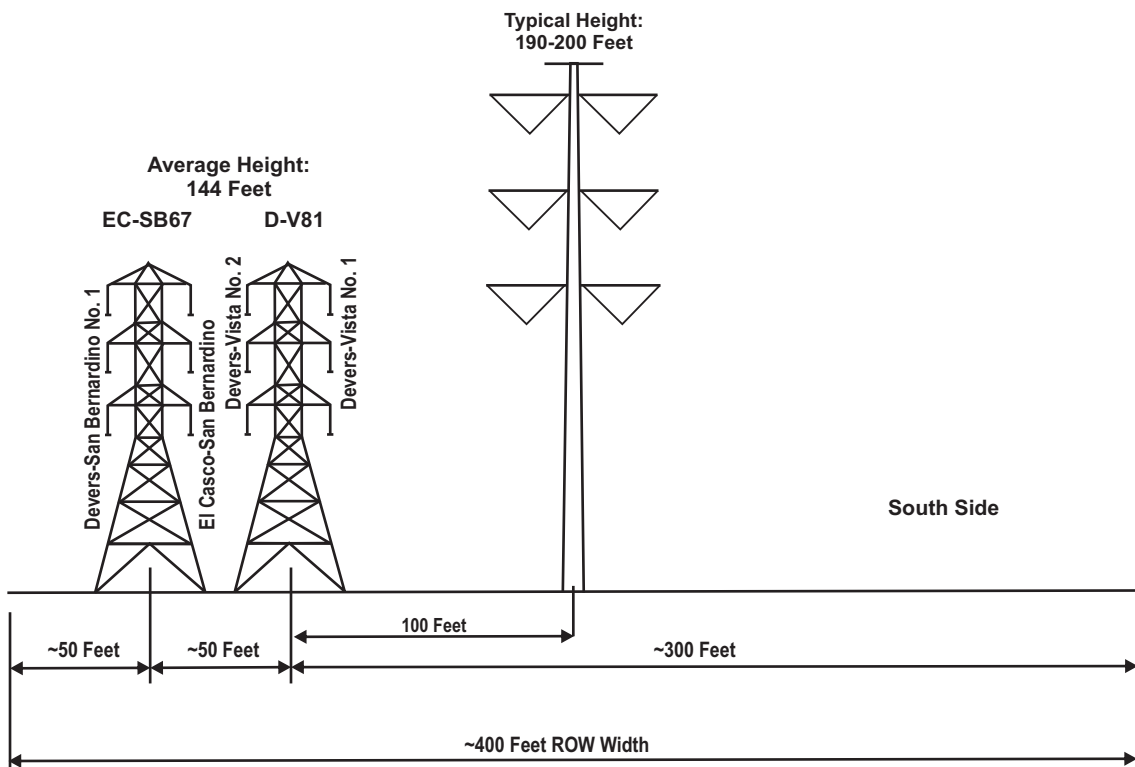 Typical Height:
190-200 Feet
Average Height:
144 Feet
EC-SB67
D-V81
Devers-San Bernardino No. 1
El Casco-San Bernardino
Devers-Vista No. 2
Devers-Vista No. 1
South Side
100 Feet
~50 Feet
~50 Feet
~300 Feet
~400 Feet ROW Width